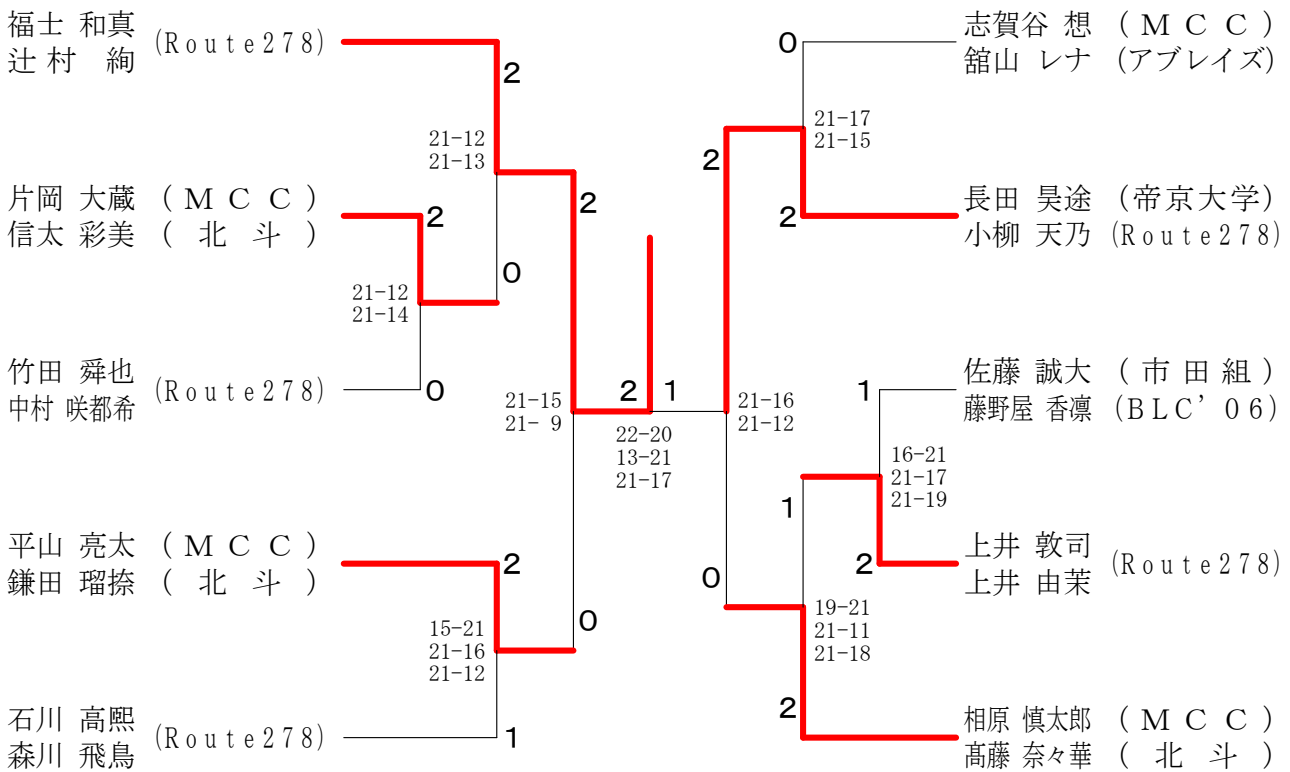 福士 和真
辻村 絢
(Route278)
2
21-12
21-13
片岡 大蔵 (MCC)
信太 彩美 (北斗)
2
0
21-12
21-14
竹田 舜也
中村 咲都希
(Route278)
0
2
21-15
21- 9
平山 亮太 (MCC)
鎌田 瑠捺 (北斗)
2
0
15-21
21-16
21-12
石川 高熙
森川 飛鳥
(Route278)
1
2
1
22-20
13-21
21-17
志賀谷 想 (MCC)
舘山 レナ (アブレイズ)
0
21-17
21-15
2
長田 昊途 (帝京大学)
小柳 天乃 (Route278)
2
21-16
21-12
佐藤 誠大 (市田組)
藤野屋 香凛 (BLC’06)
1
16-21
21-17
21-19
1
上井 敦司
上井 由茉
(Route278)
2
0
19-21
21-11
21-18
相原 慎太郎 (MCC)
髙藤 奈々華 (北斗)
2